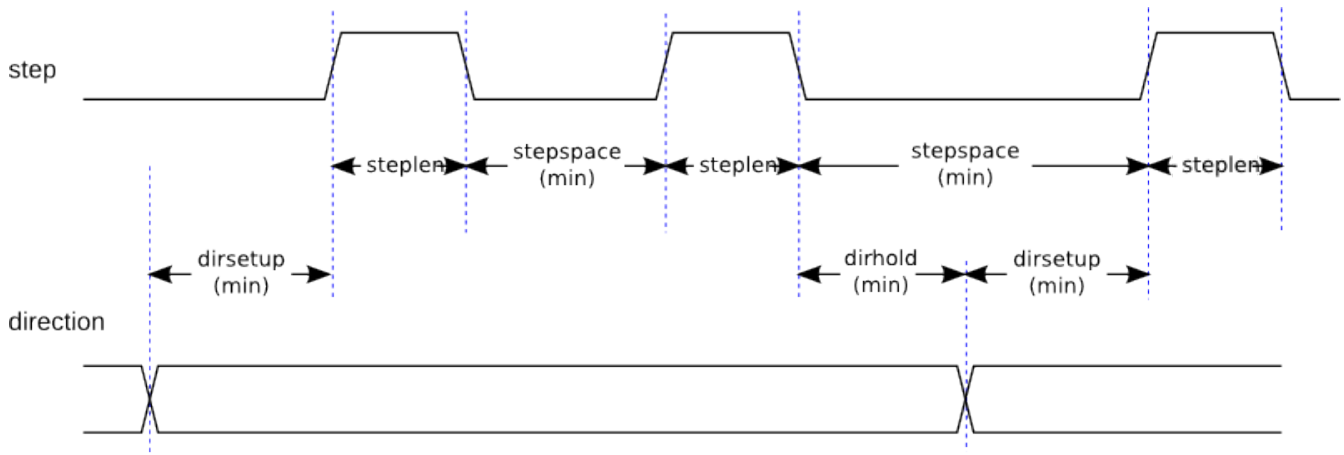 step
steplen
stepspace
(min)
steplen
stepspace
(min)
steplen
dirsetup
(min)
dirhold
(min)
dirsetup
(min)
direction